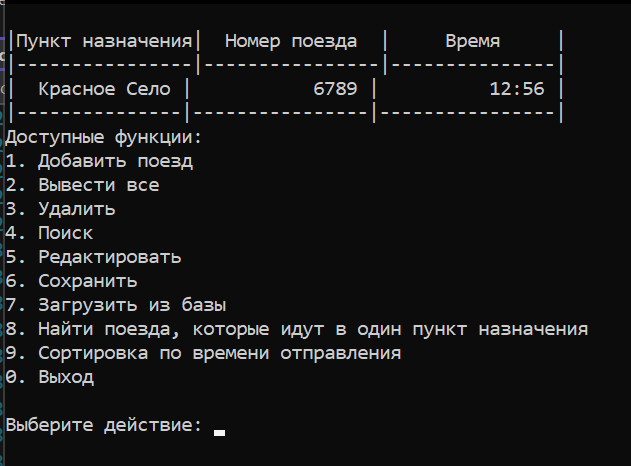 |Пункт назначения|  Номер поезда  |     Время     |
|----------------|----------------|---------------|
|  Красное Село |           6789 |          12:56 |
|---------------|----------------|----------------|
Доступные функции:
1. Добавить поезд
2. Вывести все
3. Удалить
4. Поиск
5. Редактировать
6. Сохранить
7. Загрузить из базы
8. Найти поезда, которые идут в один пункт назначения
9. Сортировка по времени отправления
0. Выход
Выберите действие: